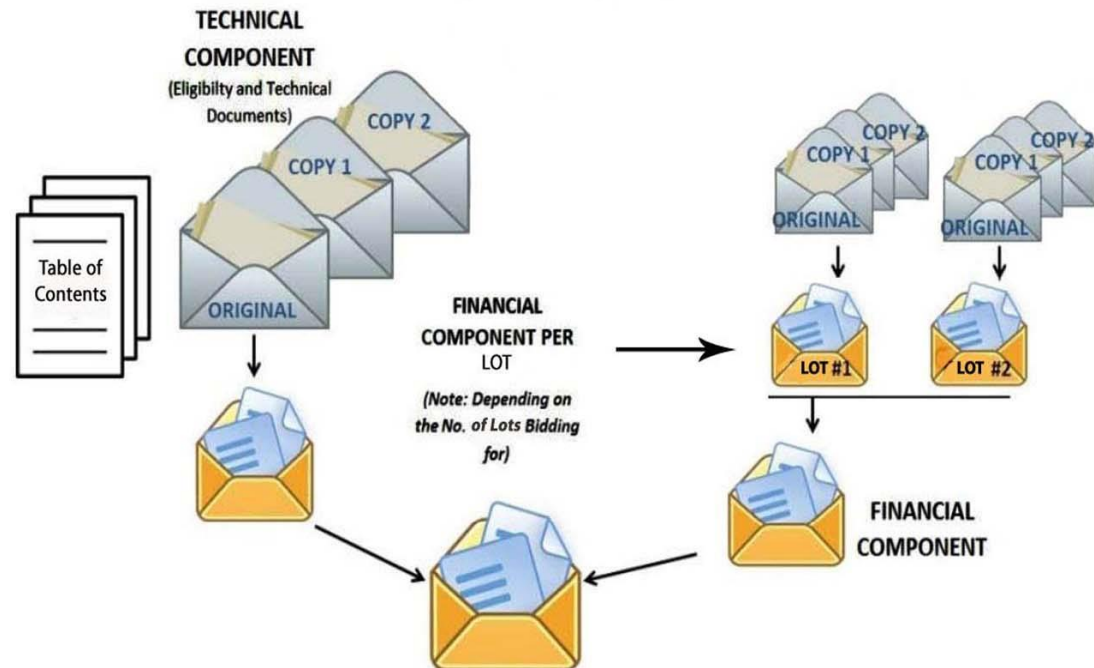 TECHNICAL
COMPONENT
(Eligibilty and Technical
Documents)
COPY 2
COPY 1
ORIGINAL
Table of
Contents
FINANCIAL
COMPONENT PER
LOT
(Note: Depending on
the No. of Lots Bidding
for)
COPY 2
COPY 1
ORIGINAL
COPY 2
COPY 1
ORIGINAL
LOT #1
LOT #2
FINANCIAL
COMPONENT